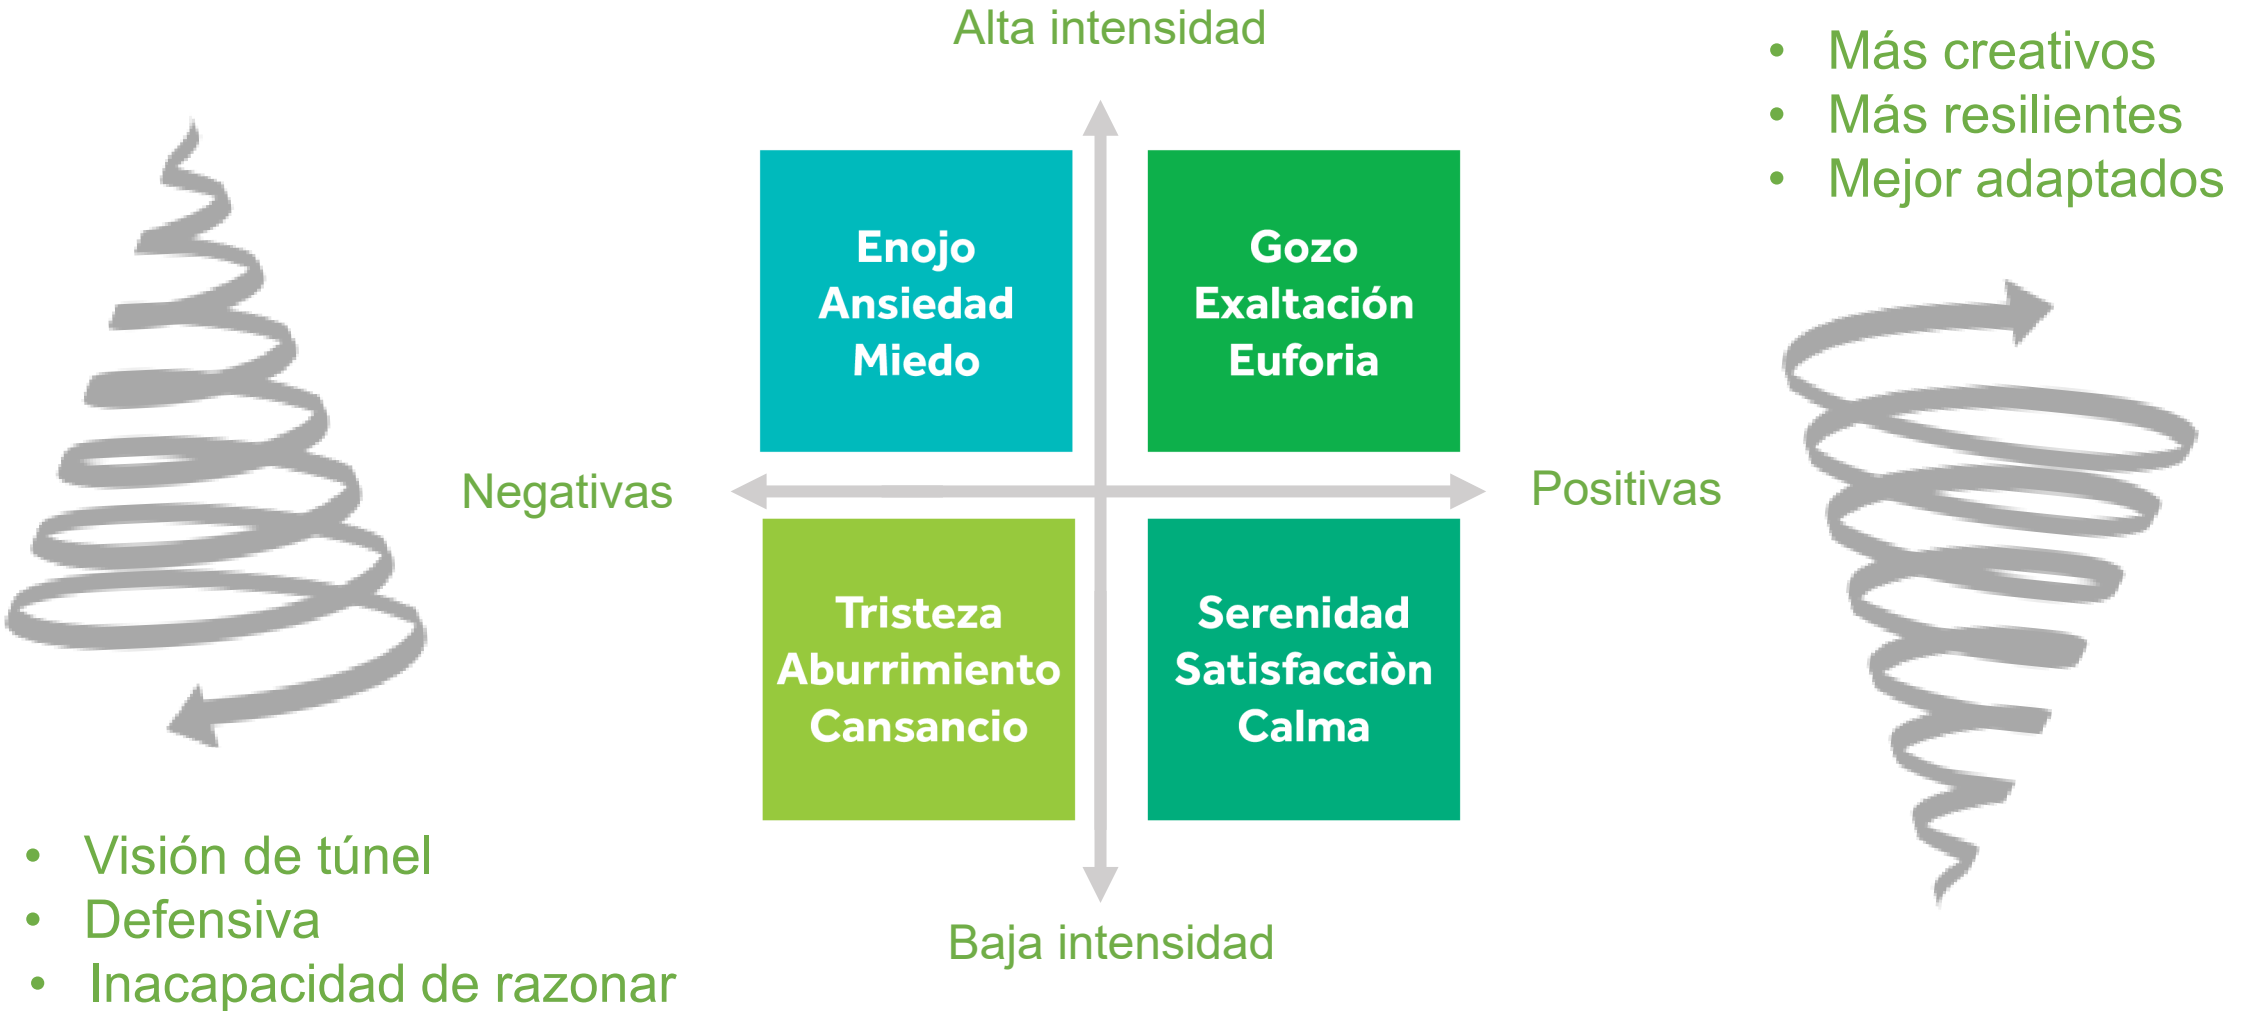 Alta intensidad
• Más creativos
• Más resilientes
• Mejor adaptados
Enojo
Ansiedad
Miedo
Gozo
Exaltación
Euforia
Negativas
Positivas
Tristeza
Aburrimiento
Cansancio
Serenidad
Satisfacciòn
Calma
• Visión de túnel
• Defensiva
• Inacapacidad de razonar
Baja intensidad